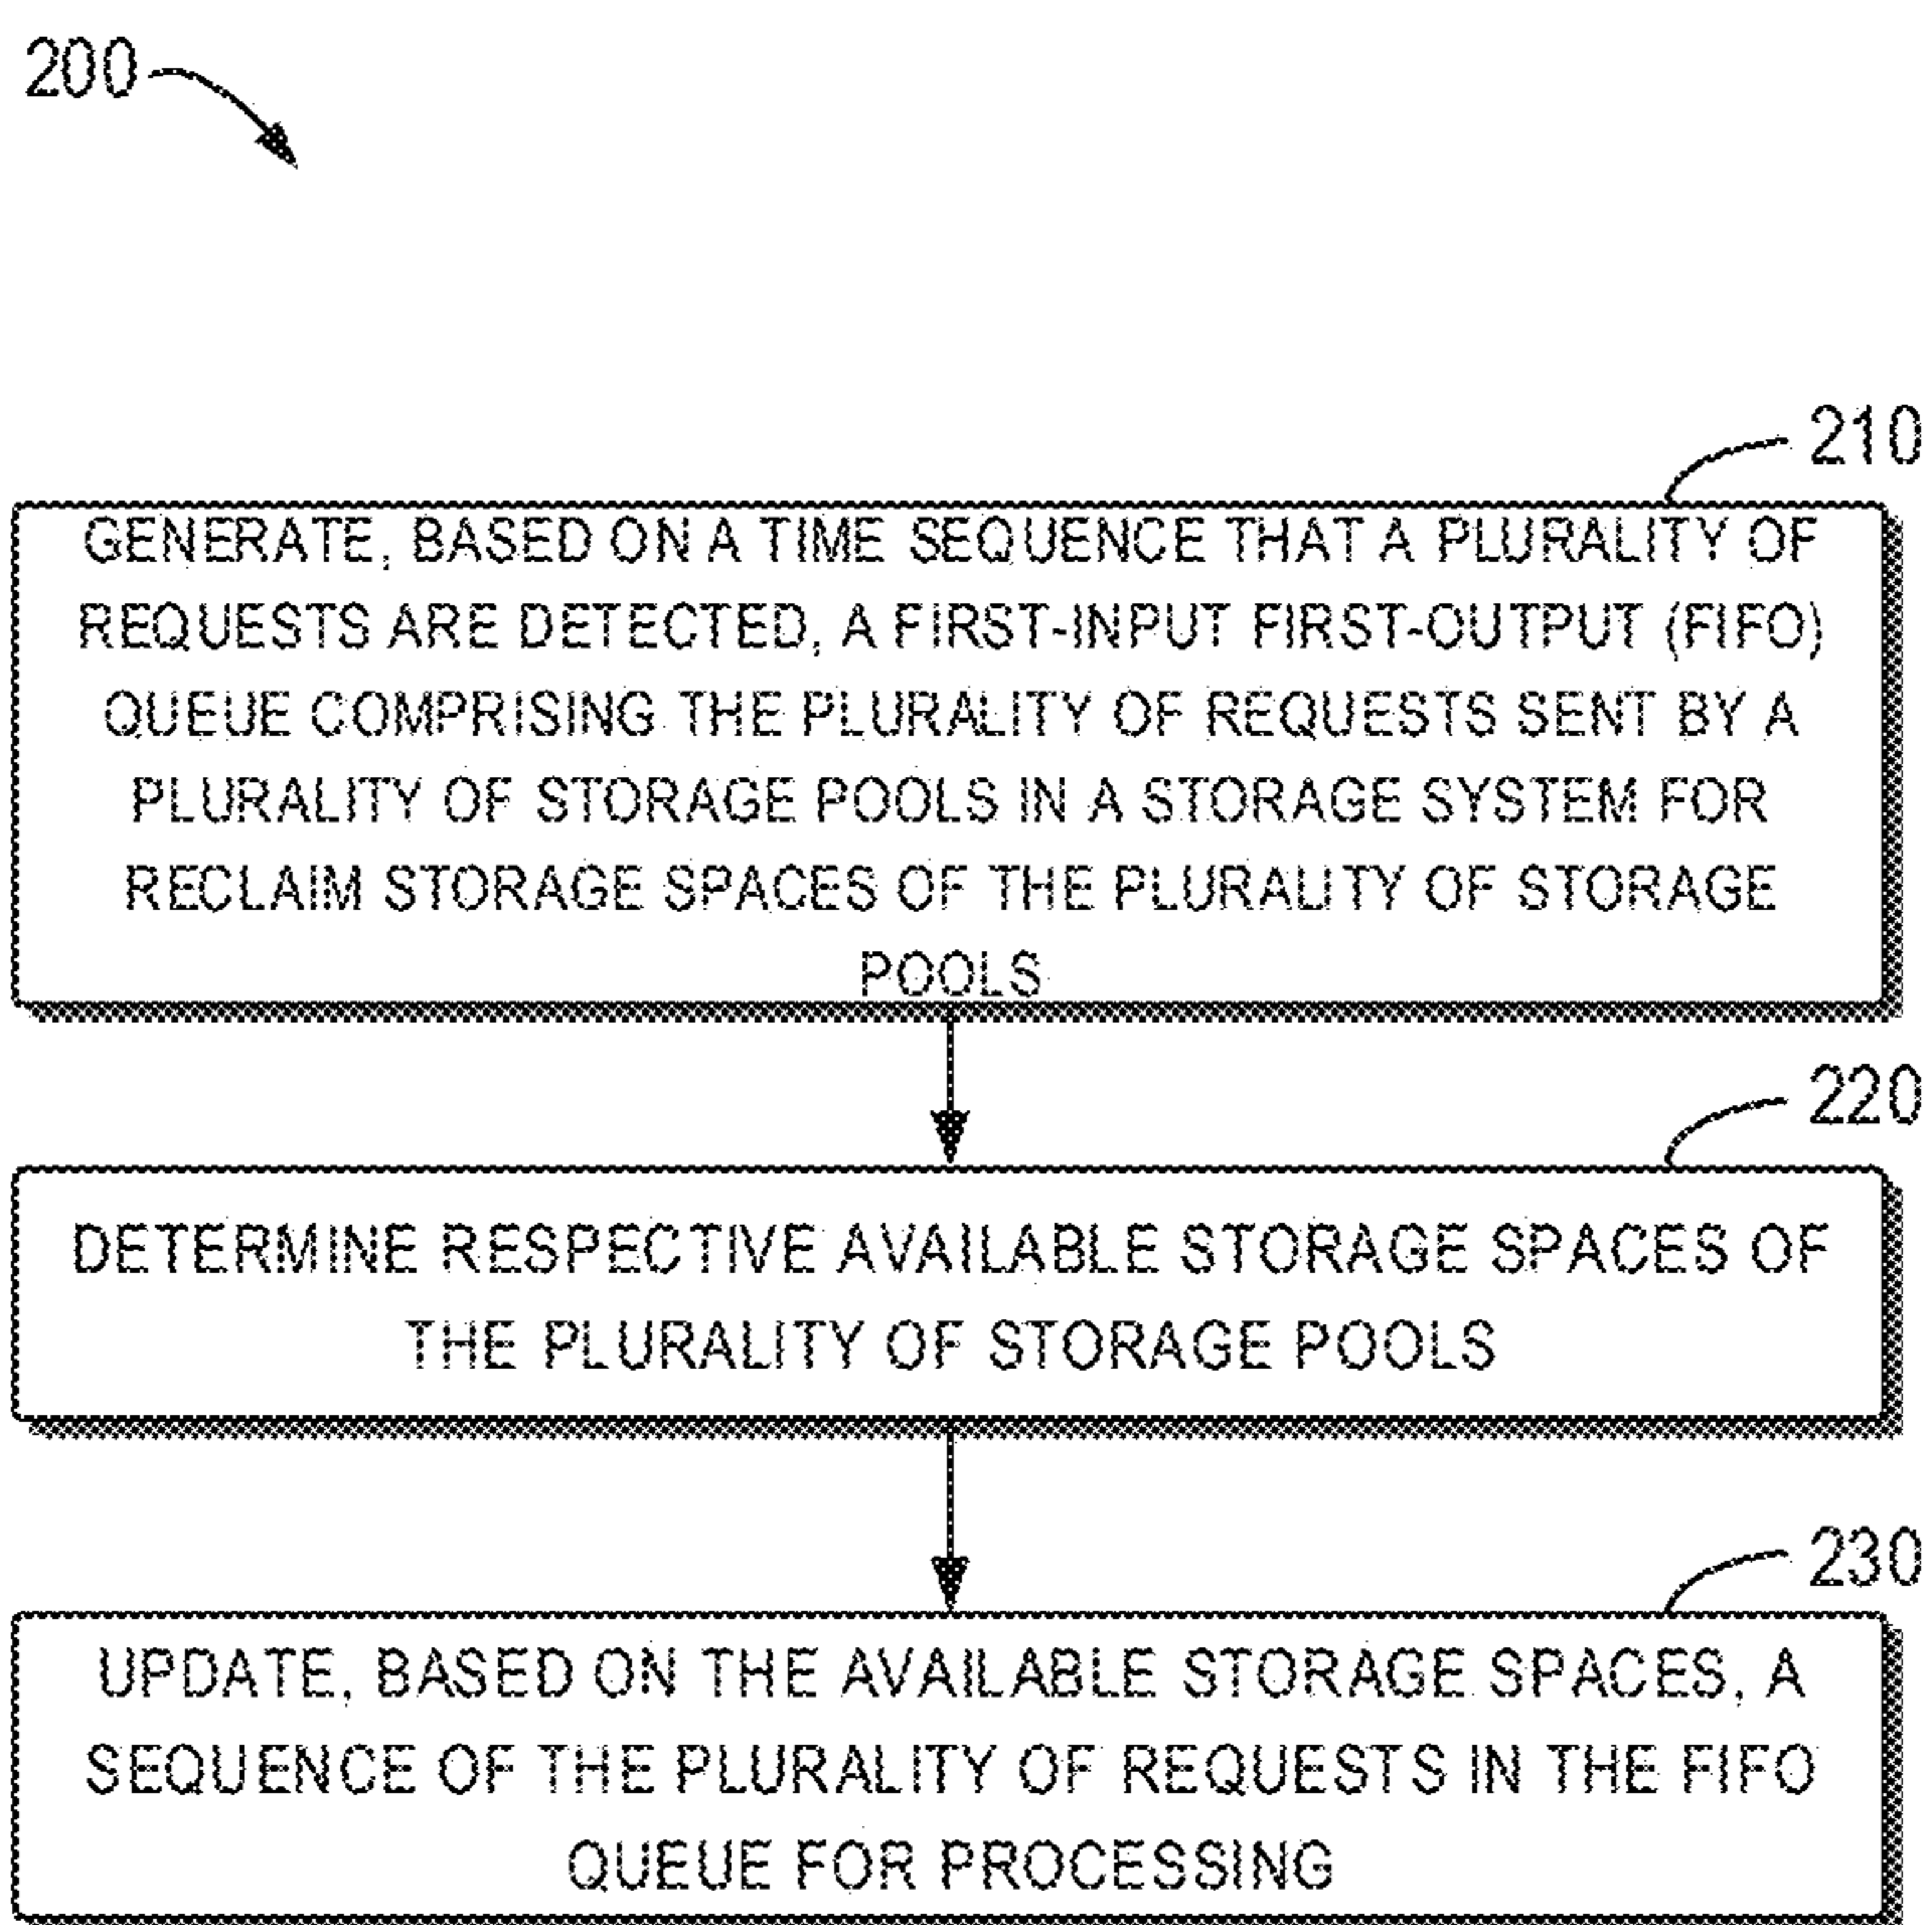 200
210
GENERATE, BASED ON A TIME SEQUENCE THAT A PLURALITY OF
REQUESTS ARE DETECTED, A FIRST-INPUT FIRST-OUTPUT (FIFO)
QUEUE COMPRISING THE PLURALITY OF REQUESTS SENT BY A
PLURALITY OF STORAGE POOLS IN A STORAGE SYSTEM FOR
RECLAIM STORAGE SPACES OF THE PLURALITY OF STORAGE
POOLS
220
DETERMINE RESPECTIVE AVAILABLE STORAGE SPACES OF
THE PLURALITY OF STORAGE POOLS
230
UPDATE, BASED ON THE AVAILABLE STORAGE SPACES, A
SEQUENCE OF THE PLURALITY OF REQUESTS IN THE FIFO
QUEUE FOR PROCESSING